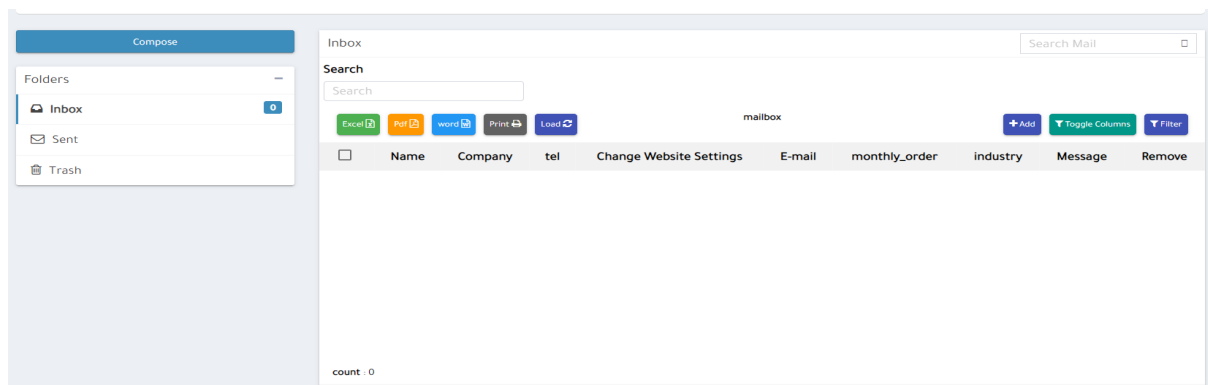 Compose
Folders
Inbox 0
Sent
Trash
Inbox Search Mail
Search
Search
Excel Pdf word Print Load mailbox Add Toggle Columns Filter
Name Company tel Change Website Settings E-mail monthly_order industry Message Remove
count : 0